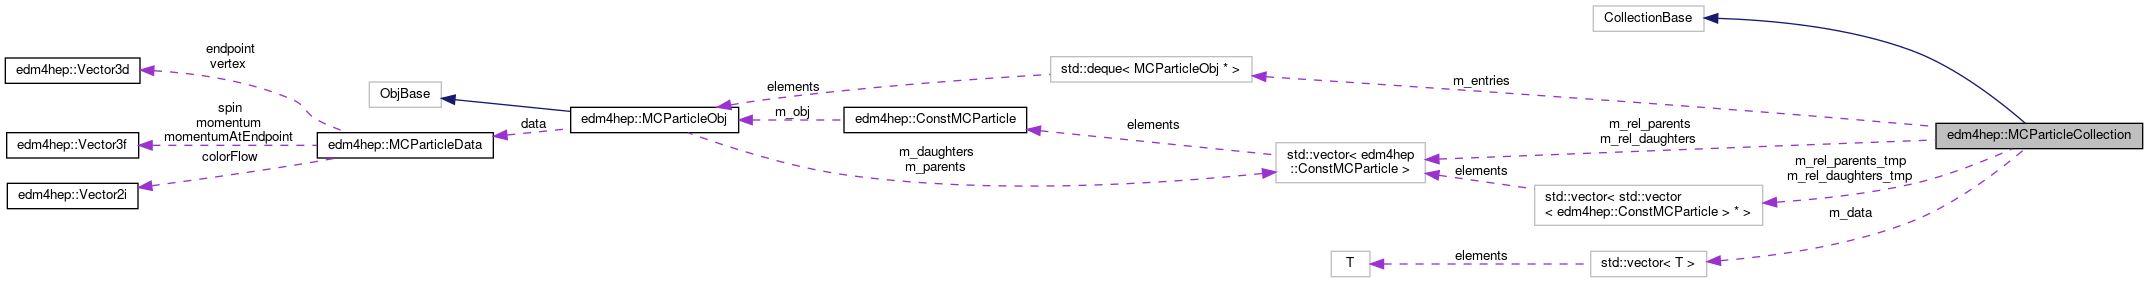 CollectionBase
endpoint
vertex
edm4hep::Vector3d
std::deque< MCParticleObj * >
m_entries
ObjBase
elements
spin
momentum
momentumAtEndpoint
edm4hep::MCParticleObj
m_obj
edm4hep::ConstMCParticle
data
elements
m_rel_parents
m_rel_daughters
edm4hep::MCParticleCollection
edm4hep::Vector3f
edm4hep::MCParticleData
colorFlow
m_daughters
m_parents
std::vector< edm4hep
::ConstMCParticle >
elements
m_rel_parents_tmp
m_rel_daughters_tmp
edm4hep::Vector2i
std::vector< std::vector
< edm4hep::ConstMCParticle > * >
m_data
T
elements
std::vector< T >